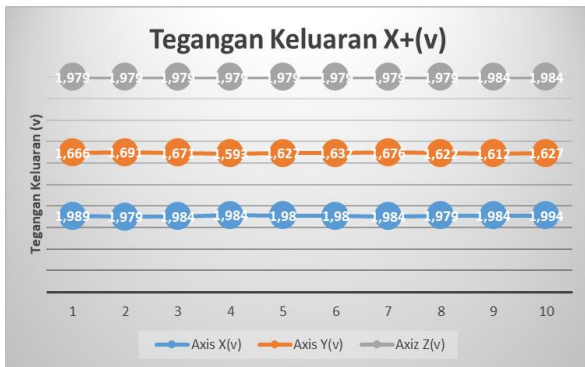 Tegangan Keluaran X+(v)
Tegangan Keluaran (v)
1,979 1,979 1,979 1,979 1,979 1,979 1,979 1,979 1,984 1,984
1,666 1,691 1,671 1,593 1,627 1,632 1,676 1,622 1,612 1,627
1,989 1,979 1,984 1,984 1,98 1,98 1,984 1,979 1,984 1,994
1 2 3 4 5 6 7 8 9 10
Axis X(v) Axis Y(v) Axiz Z(v)